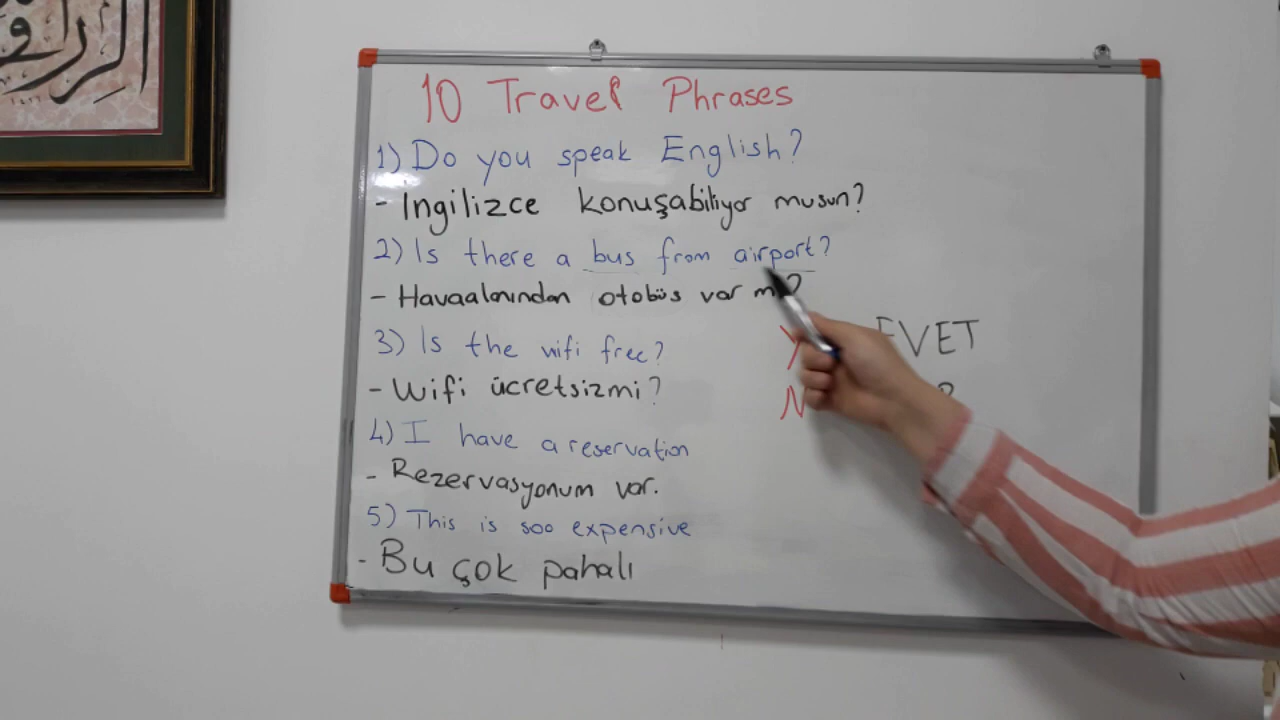 10 Travel Phrases
1) Do you speak English?
- İngilizce konuşabiliyor musun?
2) Is there a bus from airport?
- Havaalanından otobüs var mı?
3) Is the wifi free?
- Wifi ücretsizmi?
4) I have a reservation
- Rezervasyonum var.
5) This is soo expensive
- Bu çok pahalı
EVET